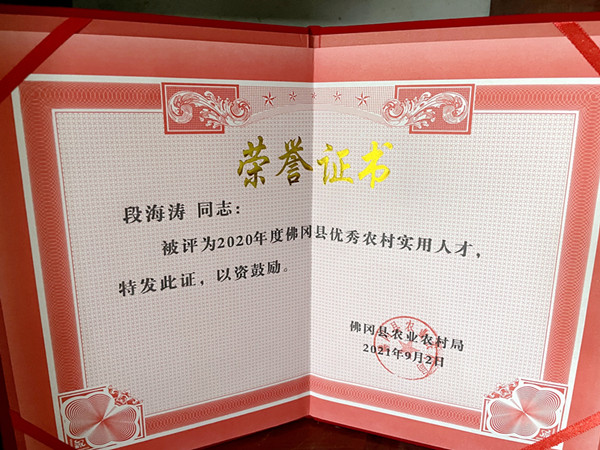 荣誉证书
段海涛 同志：
被评为2020年度佛冈县优秀农村实用人才，
特发此证，以资鼓励。
佛冈县农业农村局
2021年9月2日